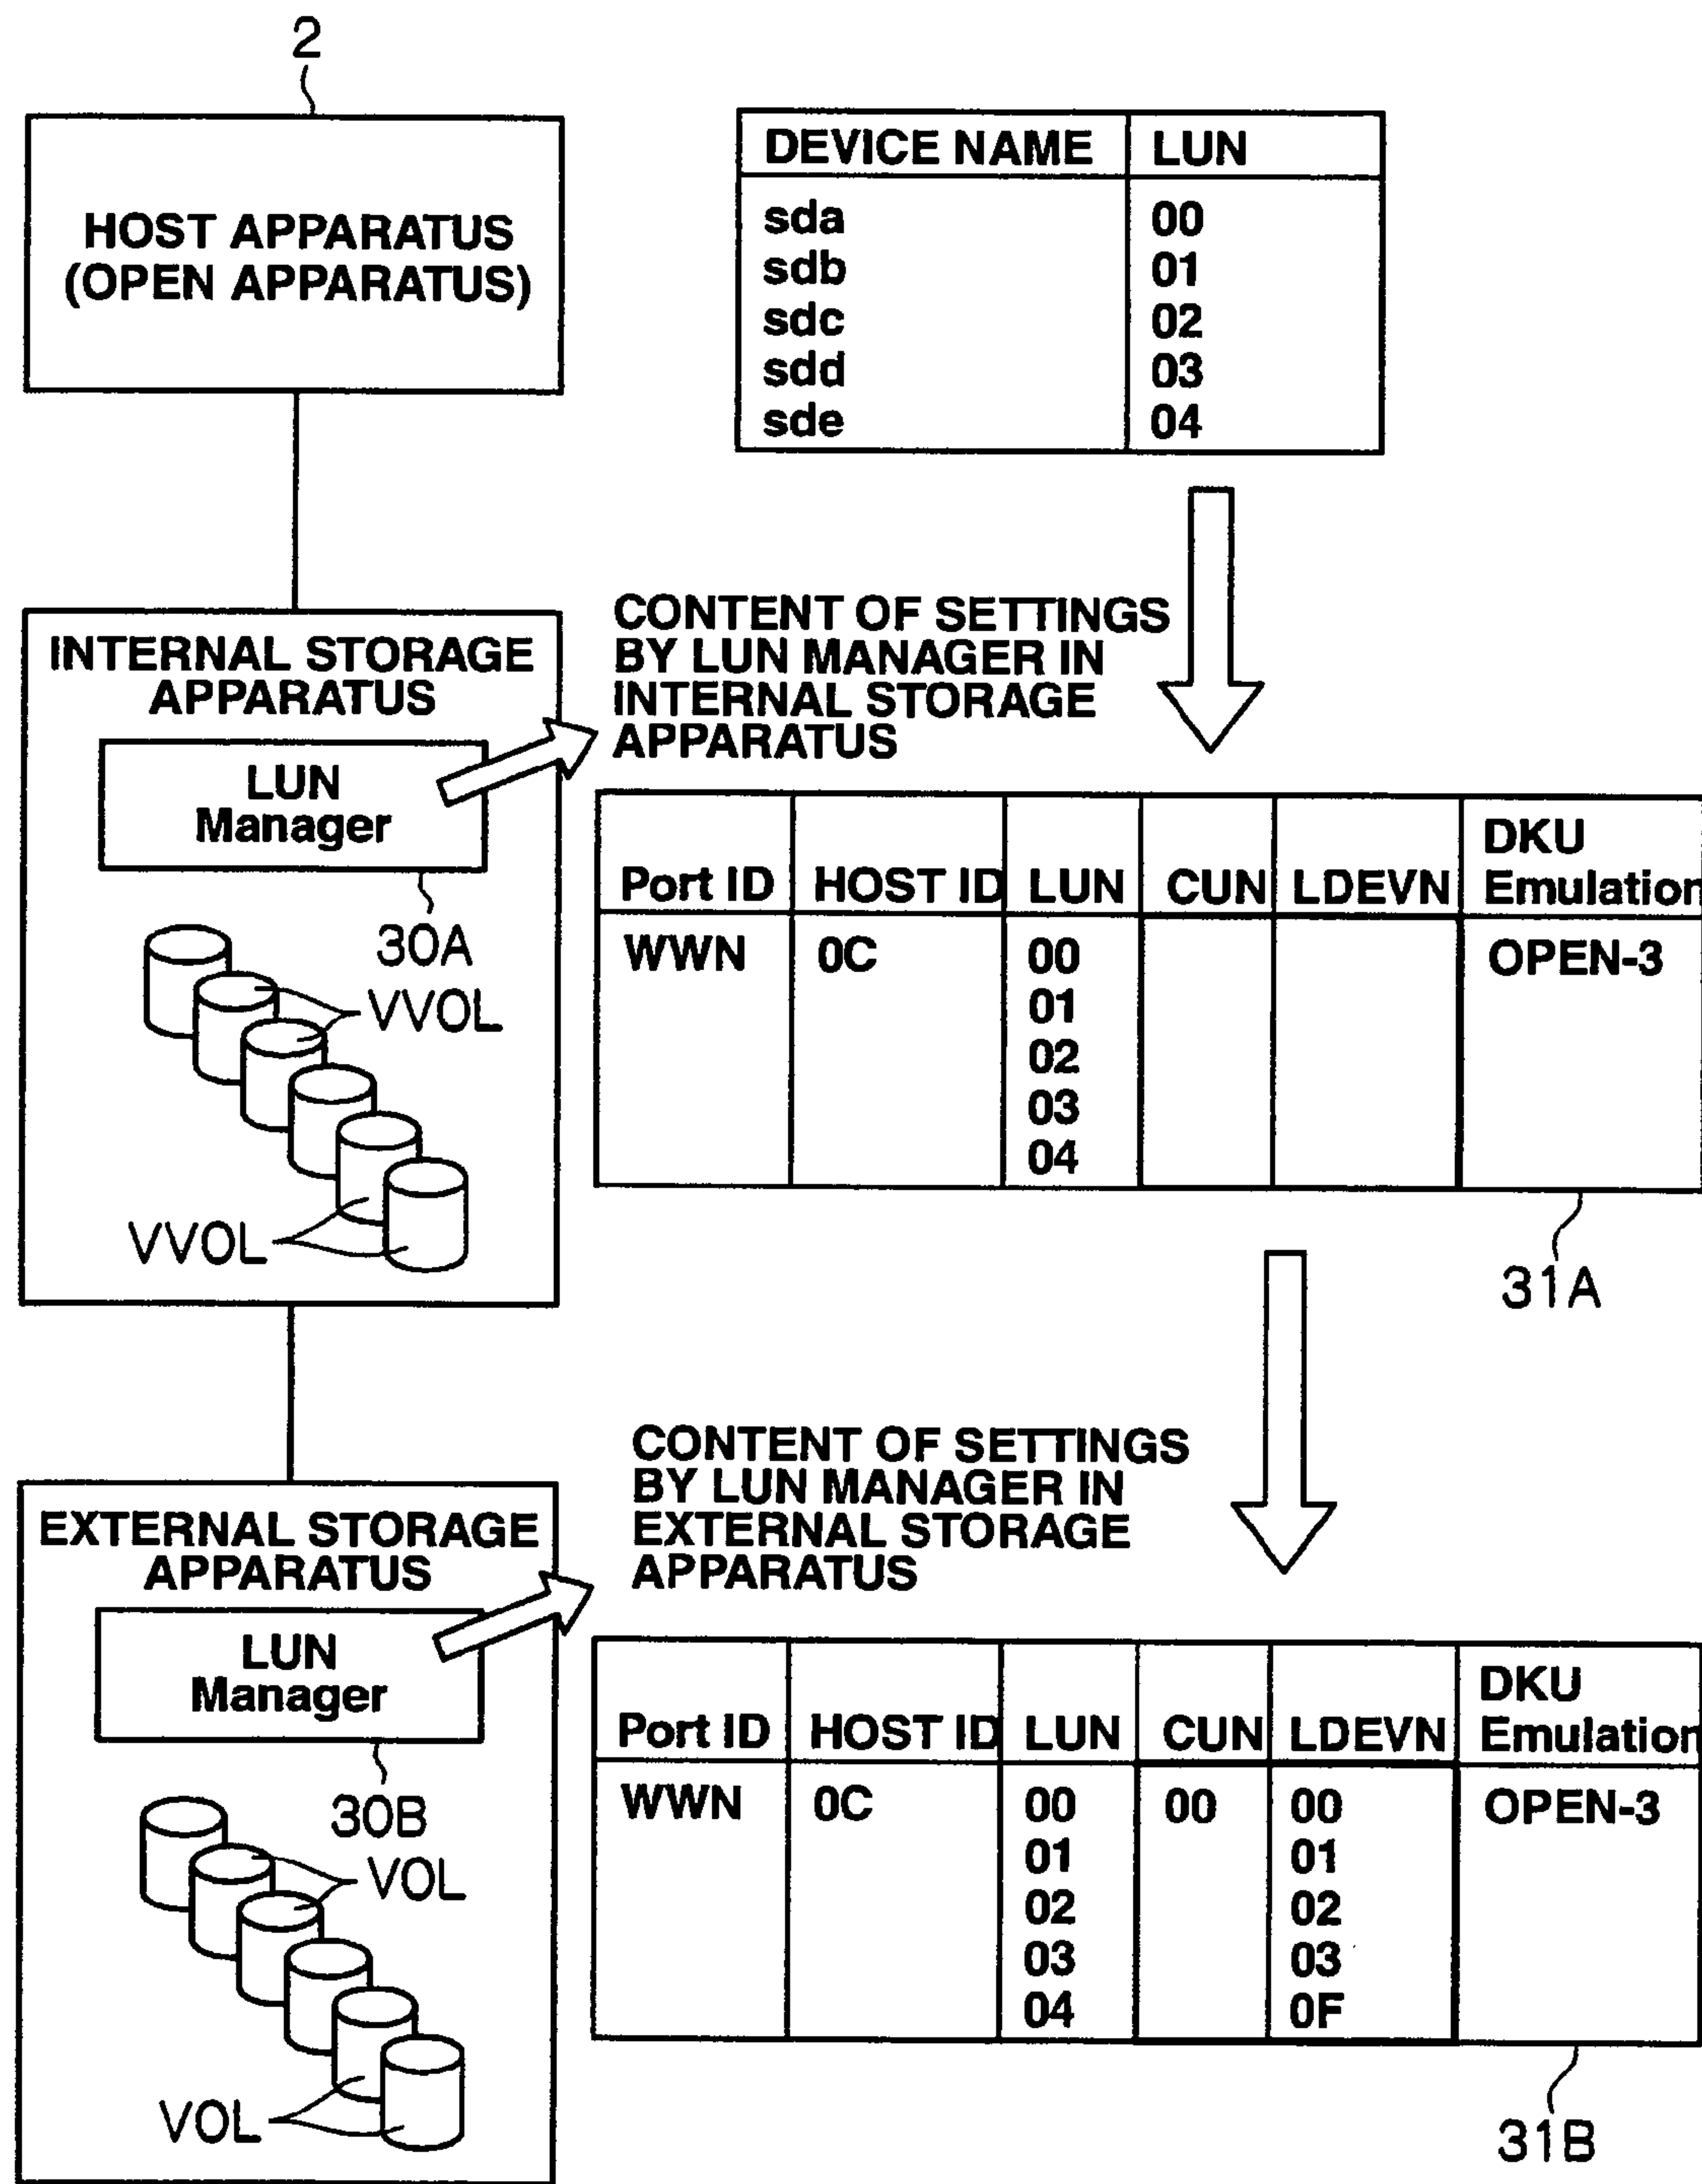 2
HOST APPARATUS
(OPEN APPARATUS)
DEVICE NAME LUN
sda 00
sdb 01
sdc 02
sdd 03
sde 04
INTERNAL STORAGE
APPARATUS
LUN
Manager
30A
VVOL
VVOL
CONTENT OF SETTINGS
BY LUN MANAGER IN
INTERNAL STORAGE
APPARATUS
Port ID HOST ID LUN CUN LDEVN DKU
Emulation
WWN 0C 00 OPEN-3
01
02
03
04
31A
EXTERNAL STORAGE
APPARATUS
LUN
Manager
30B
VOL
VOL
CONTENT OF SETTINGS
BY LUN MANAGER IN
EXTERNAL STORAGE
APPARATUS
Port ID HOST ID LUN CUN LDEVN DKU
Emulation
WWN 0C 00 00 00 OPEN-3
01 01
02 02
03 03
04 0F
31B